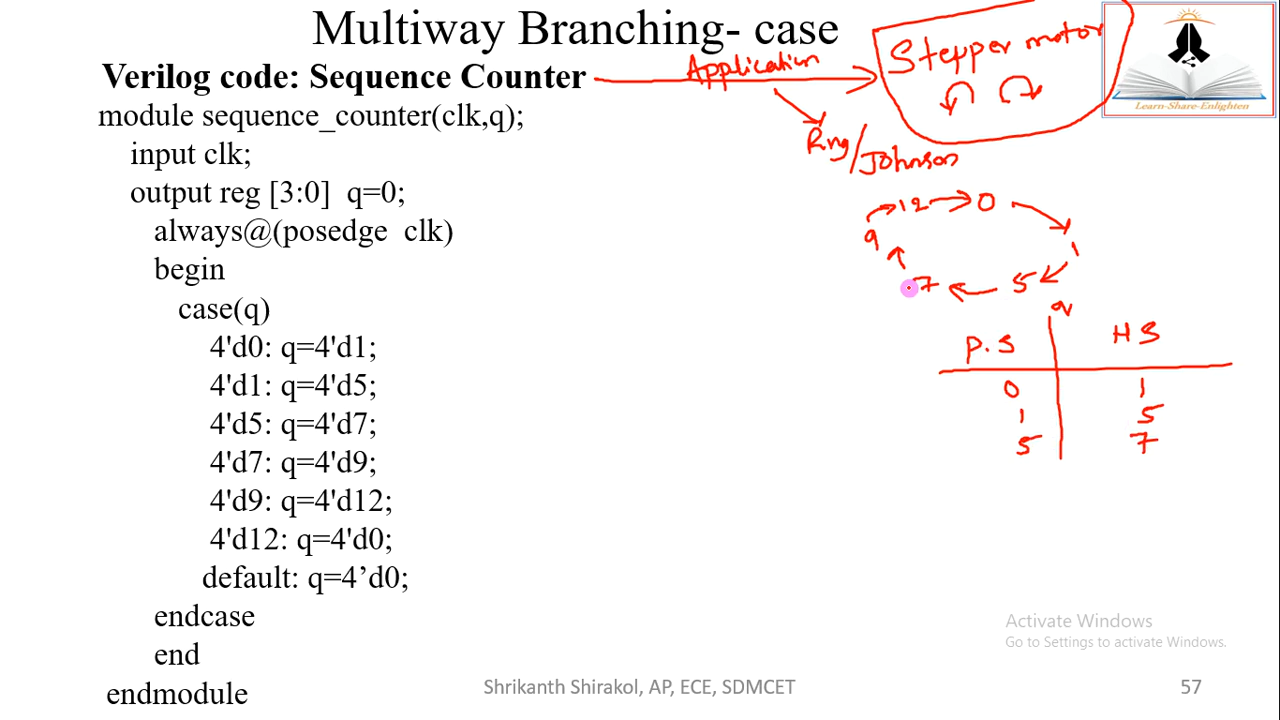 Multiway Branching- case
Verilog code: Sequence Counter
Application
Stepper motor
Ring/Johnson
Learn-Share-Enlighten
module sequence_counter(clk,q);
input clk;
output reg [3:0] q=0;
always@(posedge clk)
begin
case(q)
4'd0: q=4'd1;
4'd1: q=4'd5;
4'd5: q=4'd7;
4'd7: q=4'd9;
4'd9: q=4'd12;
4'd12: q=4'd0;
default: q=4’d0;
endcase
end
endmodule
12 0
9 1
7 5
P.S NS
0 1
1 5
5 7
Activate Windows
Go to Settings to activate Windows.
Shrikanth Shirakol, AP, ECE, SDMCET
57